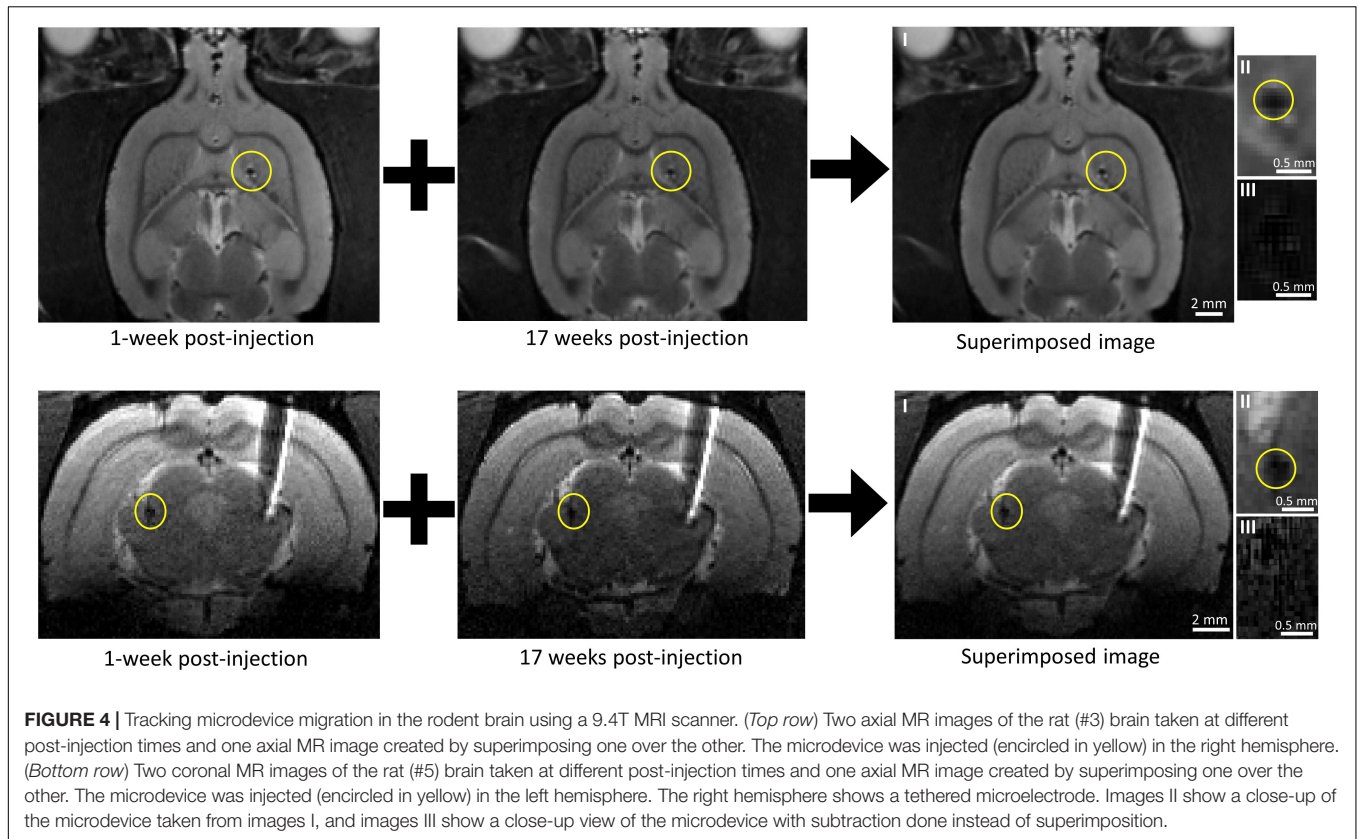 I
II
0.5 mm
III
0.5 mm
2 mm
1-week post-injection
17 weeks post-injection
Superimposed image
I
II
0.5 mm
III
0.5 mm
2 mm
1-week post-injection
17 weeks post-injection
Superimposed image
FIGURE 4 | Tracking microdevice migration in the rodent brain using a 9.4T MRI scanner. (Top row) Two axial MR images of the rat (#3) brain taken at different
post-injection times and one axial MR image created by superimposing one over the other. The microdevice was injected (encircled in yellow) in the right hemisphere.
(Bottom row) Two coronal MR images of the rat (#5) brain taken at different post-injection times and one axial MR image created by superimposing one over the
other. The microdevice was injected (encircled in yellow) in the left hemisphere. The right hemisphere shows a tethered microelectrode. Images II show a close-up of
the microdevice taken from images I, and images III show a close-up view of the microdevice with subtraction done instead of superimposition.